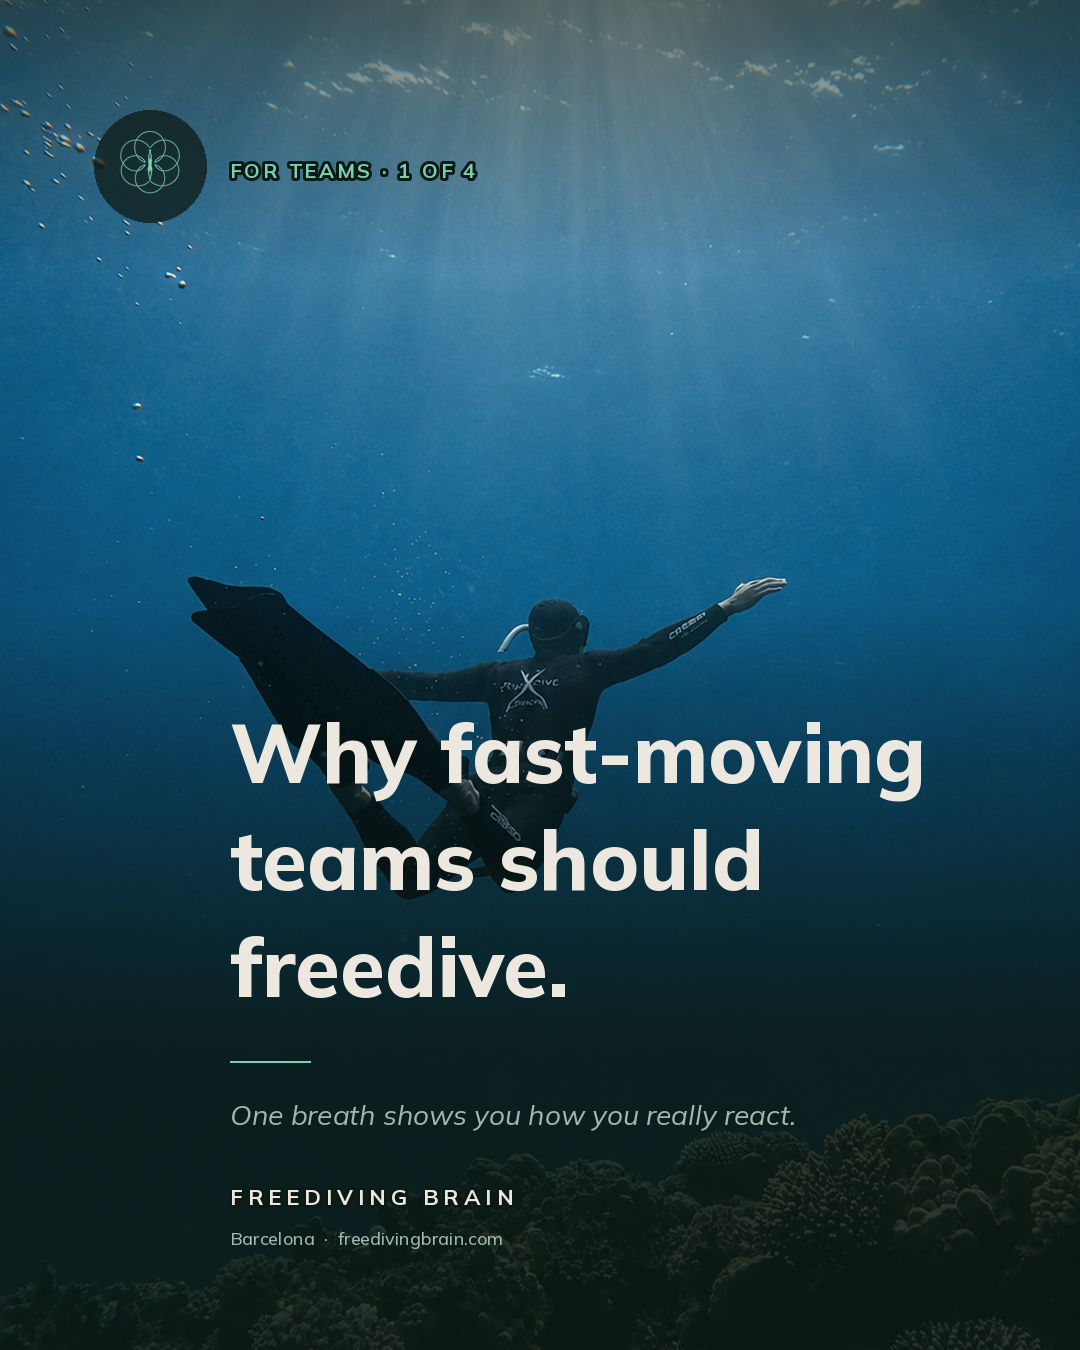 FOR TEAMS · 1 OF 4
CRESSI
Why fast-moving
teams should
freedive.
One breath shows you how you really react.
FREEDIVING BRAIN
Barcelona · freedivingbrain.com